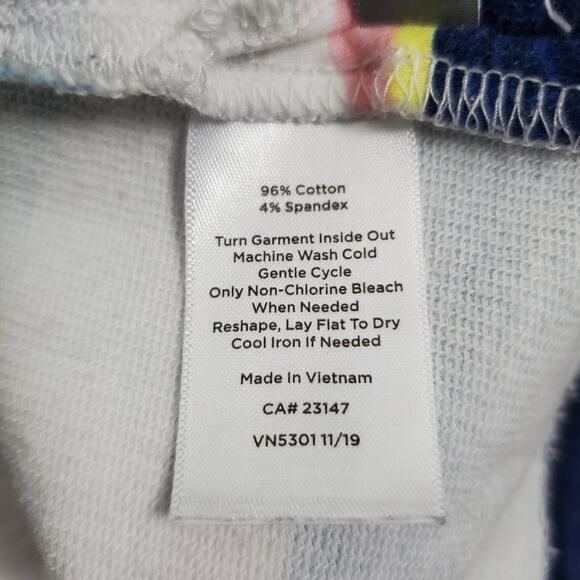 96% Cotton
4% Spandex
Turn Garment Inside Out
Machine Wash Cold
Gentle Cycle
Only Non-Chlorine Bleach
When Needed
Reshape, Lay Flat To Dry
Cool Iron If Needed
Made In Vietnam
CA# 23147
VN5301 11/19